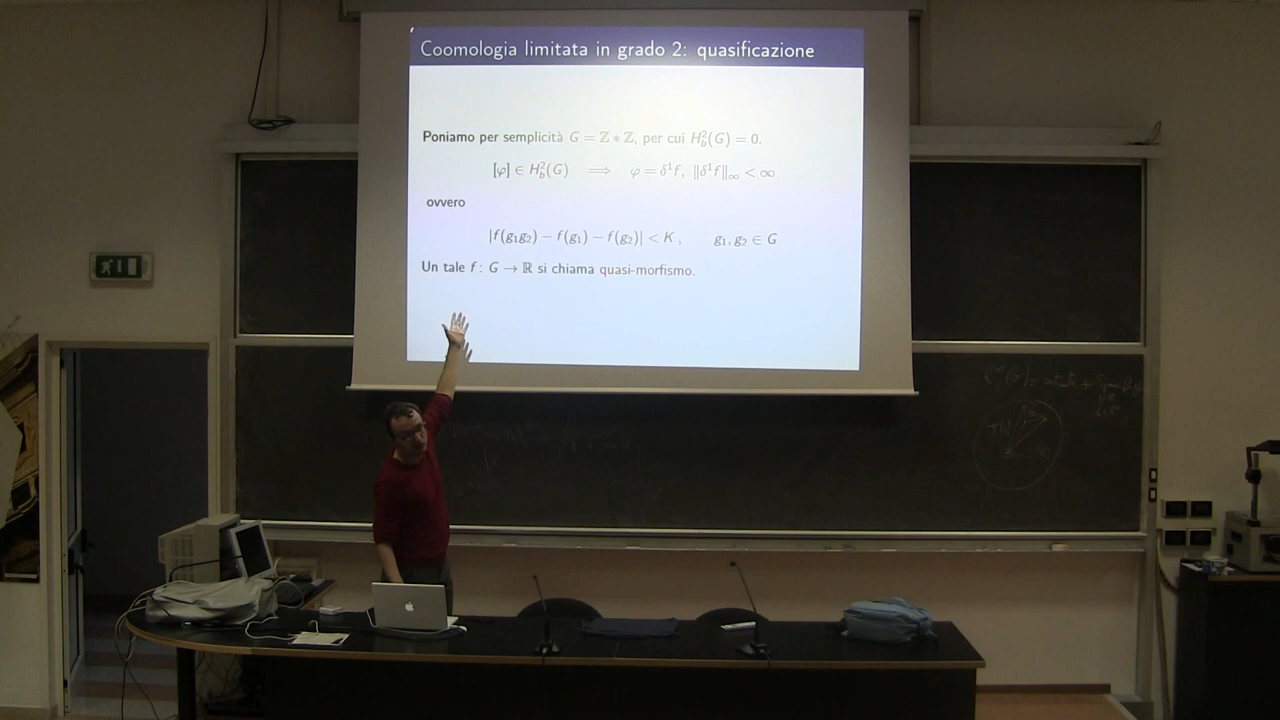 Coomologia limitata in grado 2: quasificazione
Poniamo per semplicità G = ℤ ∗ ℤ, per cui H²_b(G) = 0.
[φ] ∈ H²_b(G) ⟹ φ = δ¹f, ‖δ¹f‖_∞ < ∞
ovvero
|f(g₁g₂) − f(g₁) − f(g₂)| < K, g₁, g₂ ∈ G
Un tale f: G → ℝ si chiama quasi-morfismo.